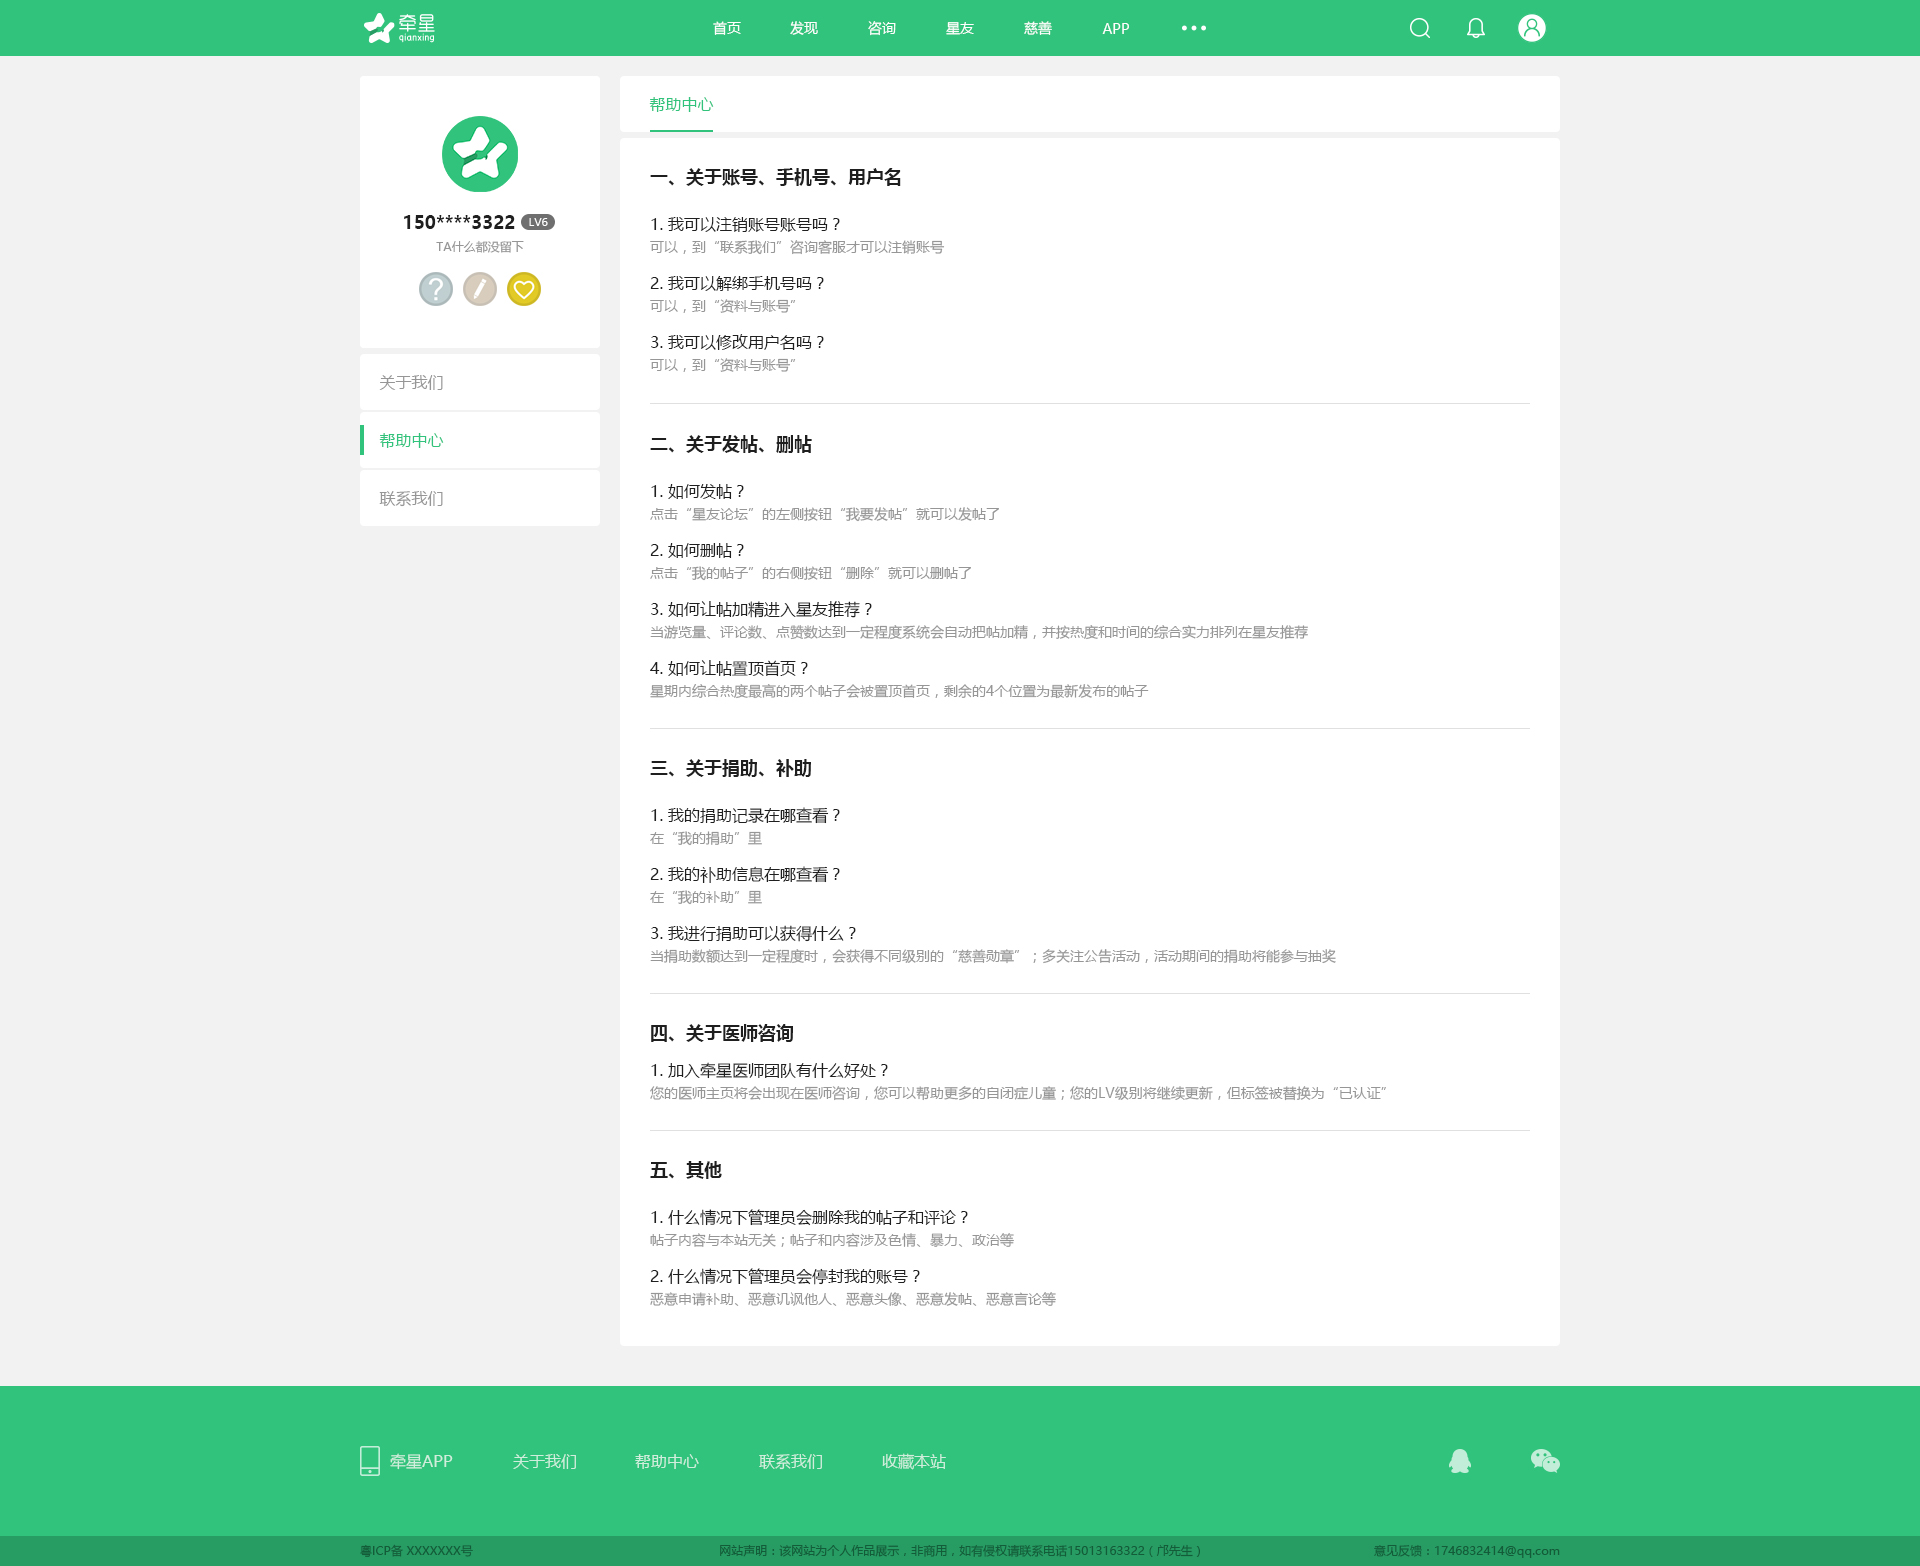 牵星
qianxing
首页 发现 咨询 星友 慈善 APP
150****3322 LV6
TA什么都没留下
关于我们
帮助中心
联系我们
帮助中心
一、关于账号、手机号、用户名
1. 我可以注销账号账号吗？
可以，到“联系我们”咨询客服才可以注销账号
2. 我可以解绑手机号吗？
可以，到“资料与账号”
3. 我可以修改用户名吗？
可以，到“资料与账号”
二、关于发帖、删帖
1. 如何发帖？
点击“星友论坛”的左侧按钮“我要发帖”就可以发帖了
2. 如何删帖？
点击“我的帖子”的右侧按钮“删除”就可以删帖了
3. 如何让帖加精进入星友推荐？
当游览量、评论数、点赞数达到一定程度系统会自动把帖加精，并按热度和时间的综合实力排列在星友推荐
4. 如何让帖置顶首页？
星期内综合热度最高的两个帖子会被置顶首页，剩余的4个位置为最新发布的帖子
三、关于捐助、补助
1. 我的捐助记录在哪查看？
在“我的捐助”里
2. 我的补助信息在哪查看？
在“我的补助”里
3. 我进行捐助可以获得什么？
当捐助数额达到一定程度时，会获得不同级别的“慈善勋章”；多关注公告活动，活动期间的捐助将能参与抽奖
四、关于医师咨询
1. 加入牵星医师团队有什么好处？
您的医师主页将会出现在医师咨询，您可以帮助更多的自闭症儿童；您的LV级别将继续更新，但标签被替换为“已认证”
五、其他
1. 什么情况下管理员会删除我的帖子和评论？
帖子内容与本站无关；帖子和内容涉及色情、暴力、政治等
2. 什么情况下管理员会停封我的账号？
恶意申请补助、恶意讥讽他人、恶意头像、恶意发帖、恶意言论等
牵星APP 关于我们 帮助中心 联系我们 收藏本站
粤ICP备 XXXXXXX号 网站声明：该网站为个人作品展示，非商用，如有侵权请联系电话15013163322（邝先生） 意见反馈：1746832414@qq.com